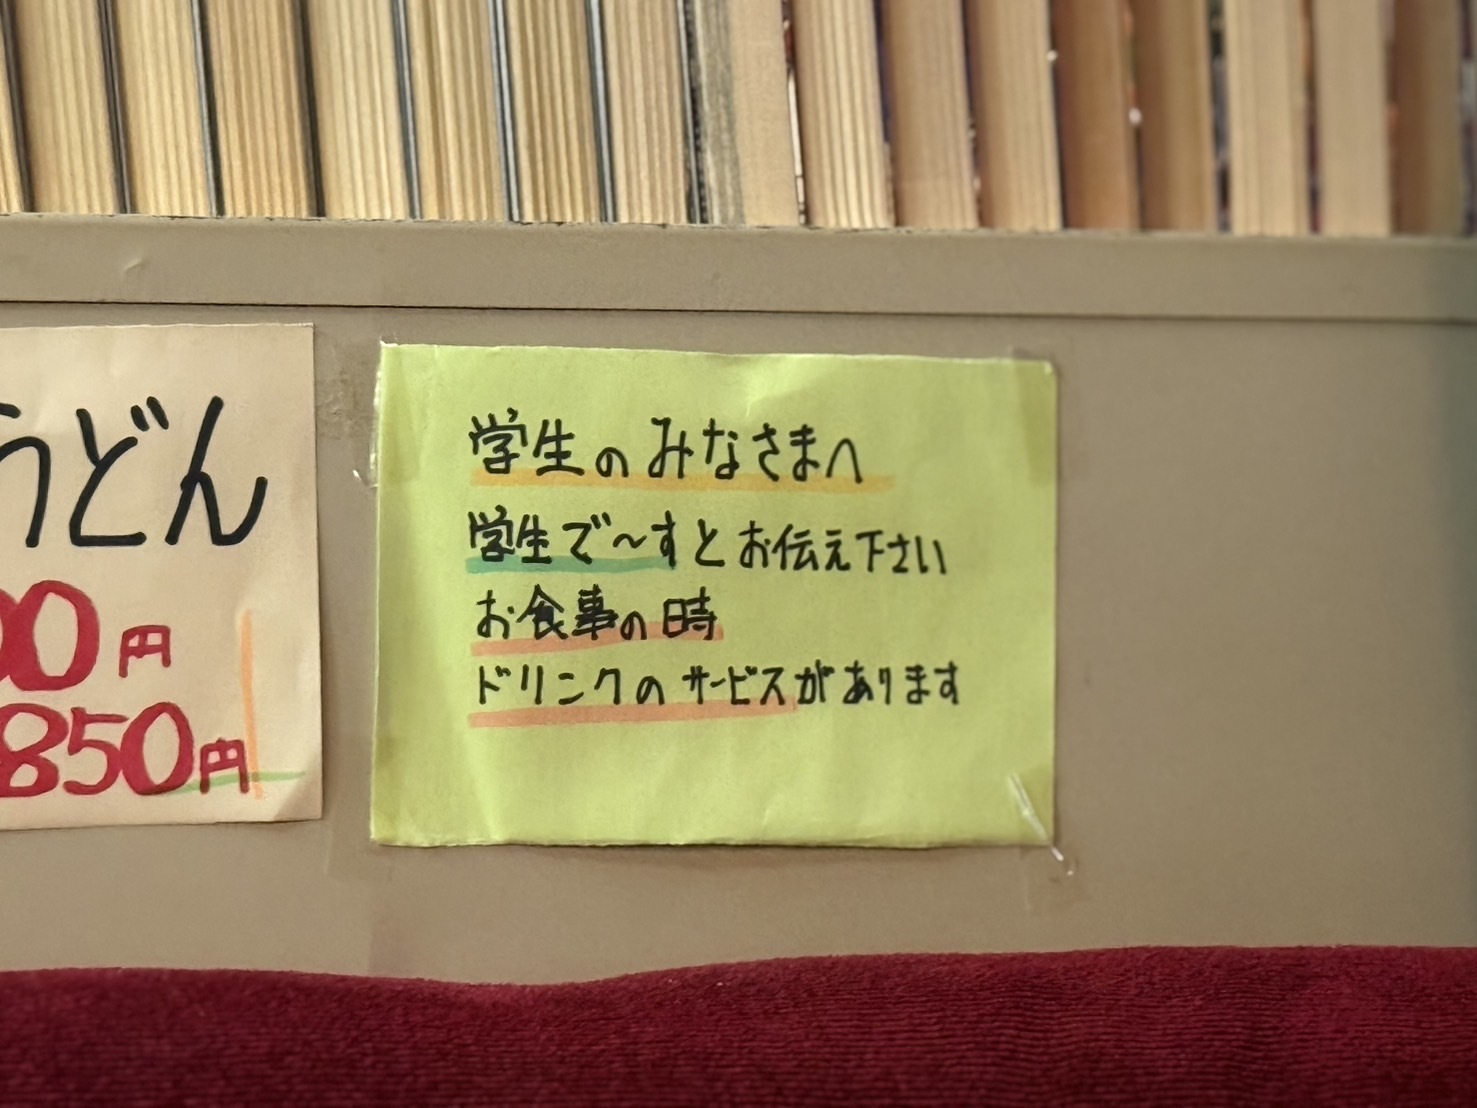 うどん
00円
850円
学生のみなさまへ
学生で〜すとお伝え下さい
お食事の時
ドリンクのサービスがあります